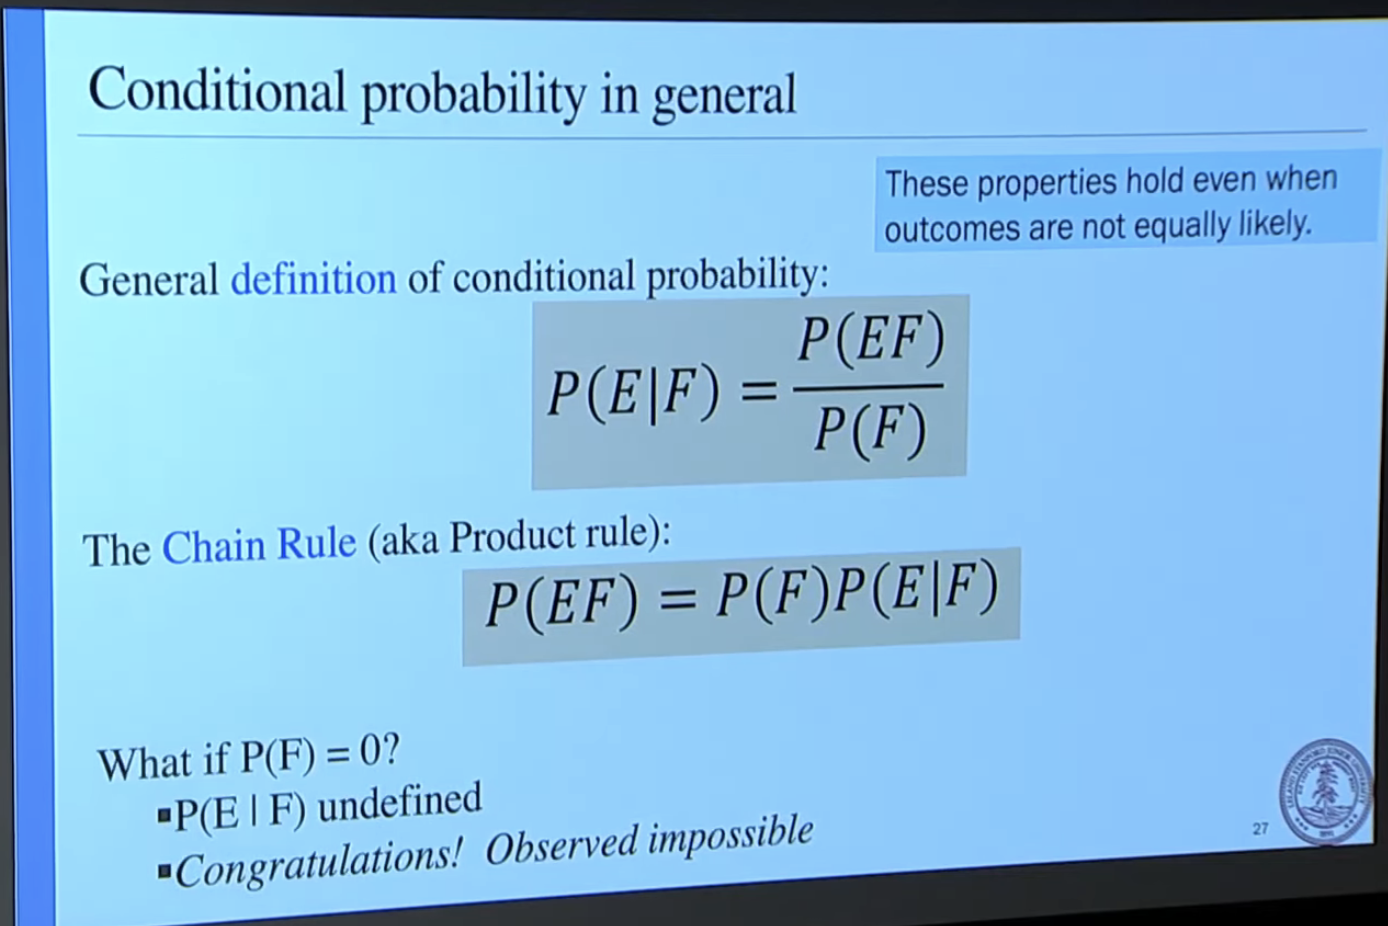 Conditional probability in general
These properties hold even when
outcomes are not equally likely.
General definition of conditional probability:
P(E|F) = P(EF) / P(F)
The Chain Rule (aka Product rule):
P(EF) = P(F)P(E|F)
What if P(F) = 0?
▪P(E | F) undefined
▪Congratulations! Observed impossible
27